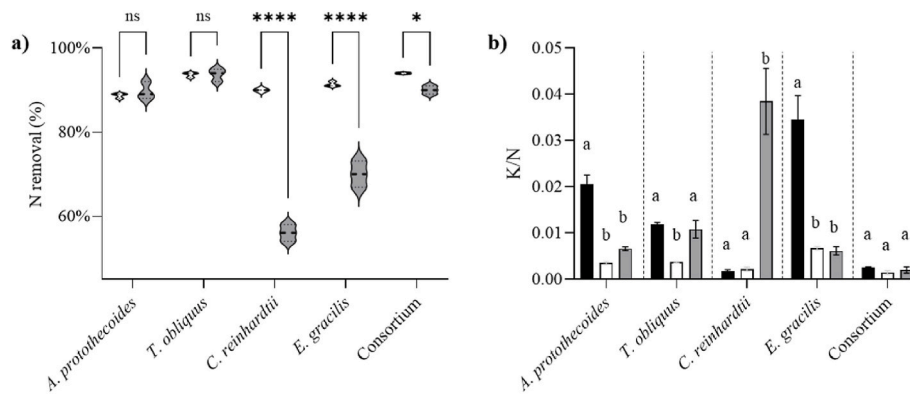 a)
ns
ns
****
****
*
100%
80%
60%
N removal (%)
A. protothecoides
T. obliquus
C. reinhardtii
E. gracilis
Consortium
b)
0.05
0.04
0.03
0.02
0.01
0.00
K/N
a
b
b
a
b
a
a
a
b
a
b
b
a
a
a
A. protothecoides
T. obliquus
C. reinhardtii
E. gracilis
Consortium